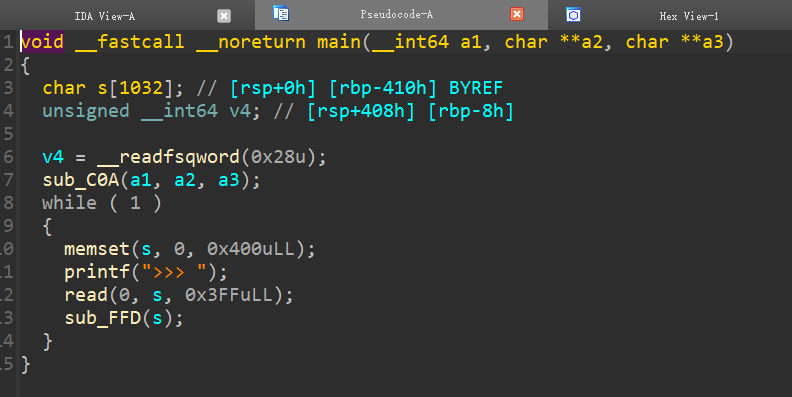 IDA View-A Pseudocode-A Hex View-1
1 void __fastcall __noreturn main(__int64 a1, char **a2, char **a3)
2 {
3 char s[1032]; // [rsp+0h] [rbp-410h] BYREF
4 unsigned __int64 v4; // [rsp+408h] [rbp-8h]
5
6 v4 = __readfsqword(0x28u);
7 sub_C0A(a1, a2, a3);
8 while ( 1 )
9 {
10 memset(s, 0, 0x400uLL);
11 printf(">>> ");
12 read(0, s, 0x3FFuLL);
13 sub_FFD(s);
14 }
15 }